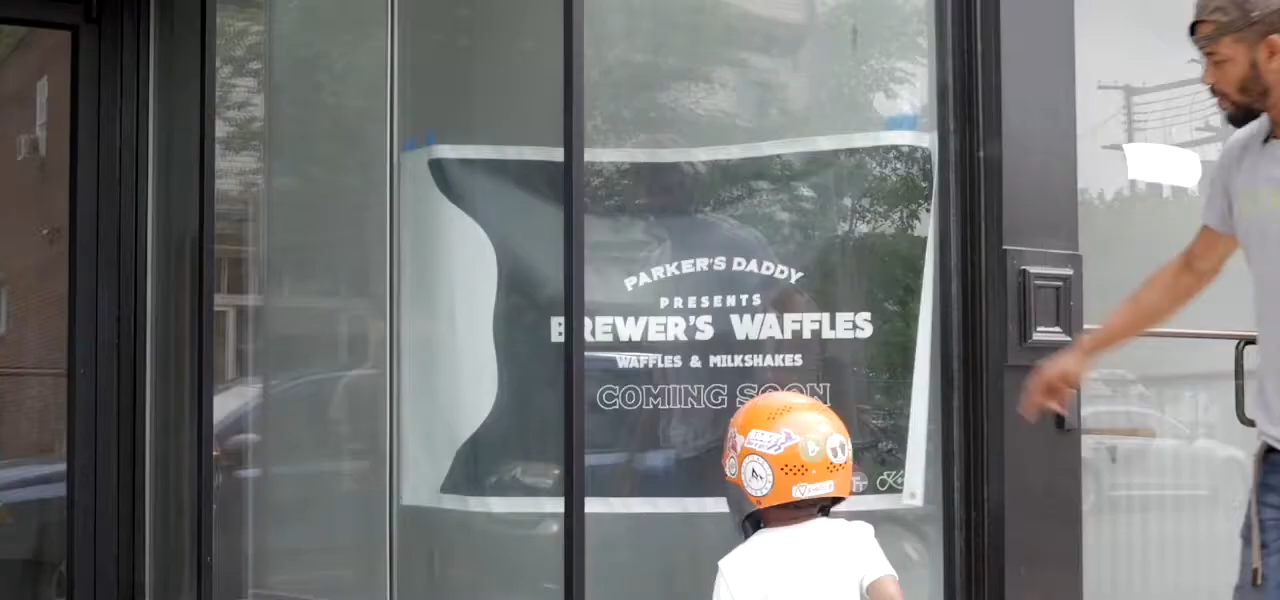 PARKER'S DADDY
PRESENTS
BREWER'S WAFFLES
WAFFLES & MILKSHAKES
COMING SOON